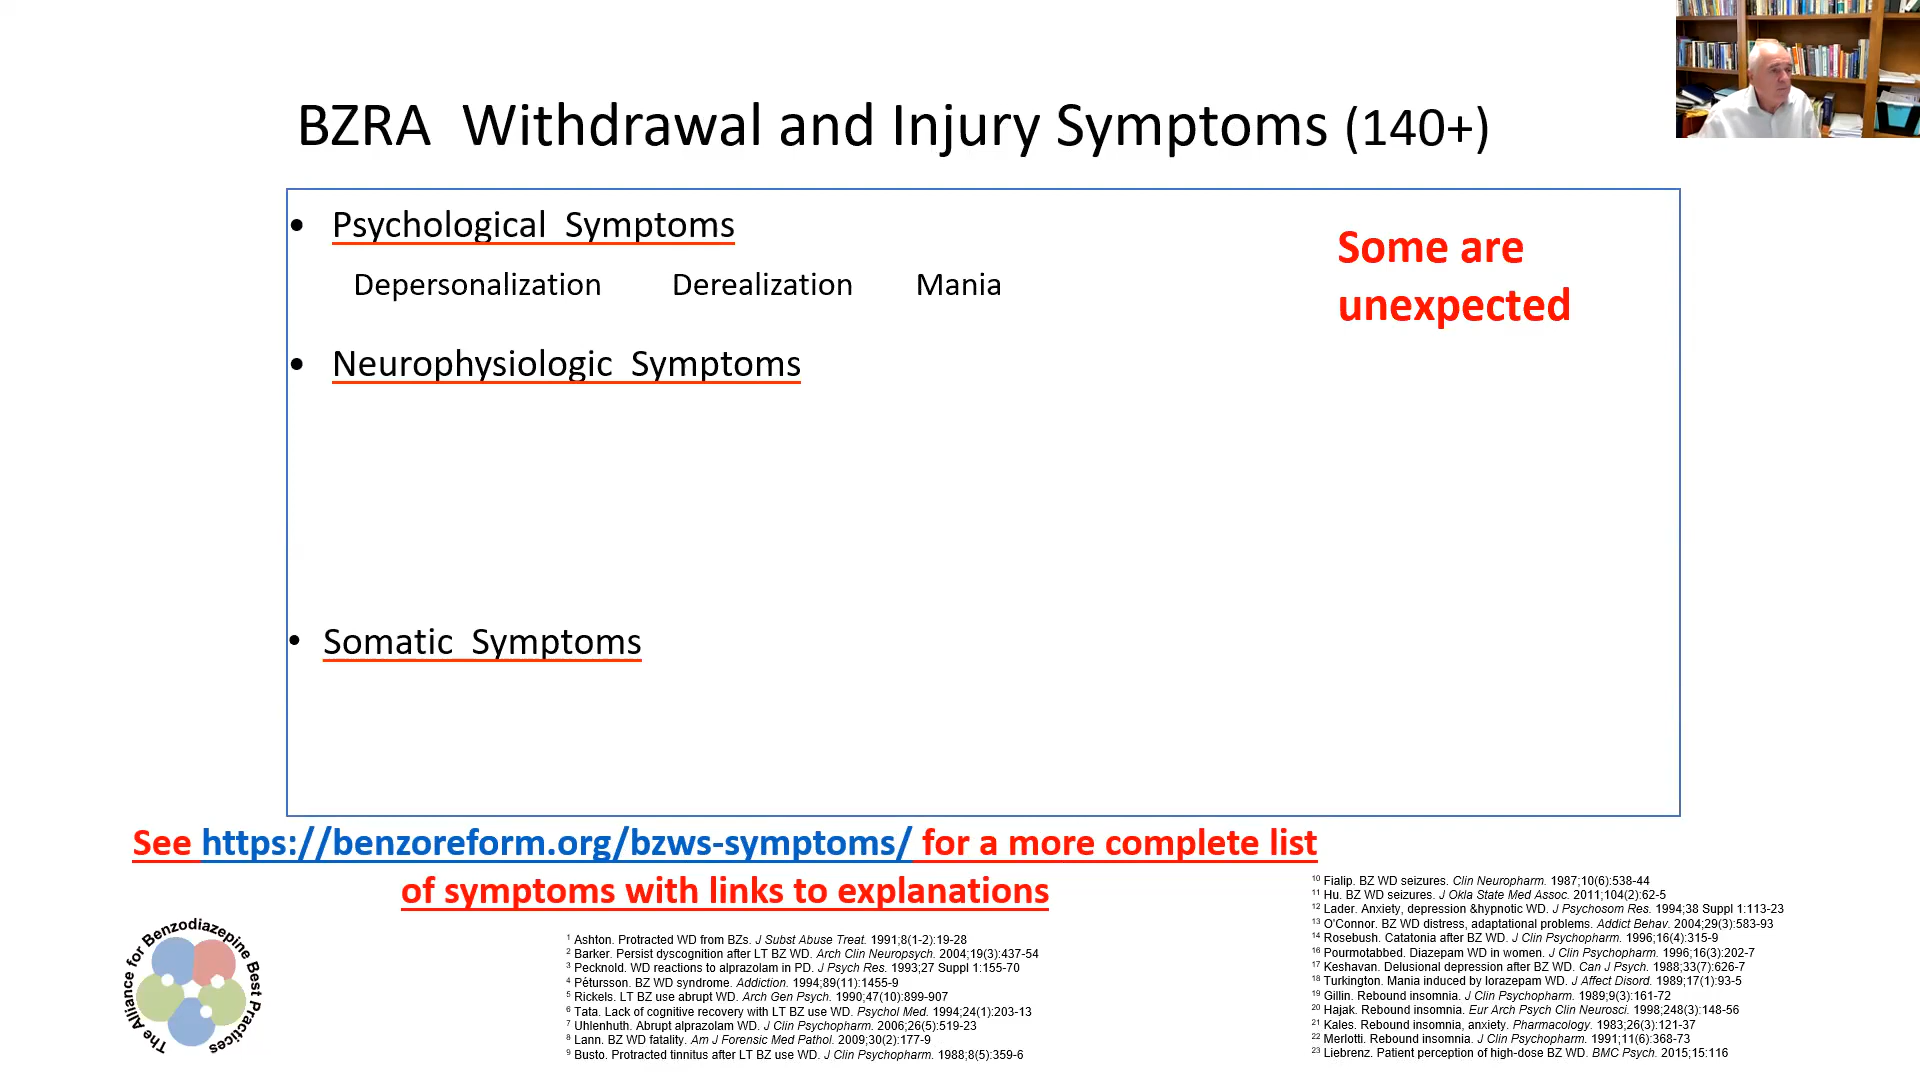 BZRA  Withdrawal and Injury Symptoms (140+)
• Psychological  Symptoms
Depersonalization Derealization Mania
Some are
unexpected
• Neurophysiologic  Symptoms
• Somatic  Symptoms
See https://benzoreform.org/bzws-symptoms/ for a more complete list
of symptoms with links to explanations
The Alliance for Benzodiazepine Best Practices
1 Ashton. Protracted WD from BZs. J Subst Abuse Treat. 1991;8(1-2):19-28
2 Barker. Persist dyscognition after LT BZ WD. Arch Clin Neuropsych. 2004;19(3):437-54
3 Pecknold. WD reactions to alprazolam in PD. J Psych Res. 1993;27 Suppl 1:155-70
4 Pétursson. BZ WD syndrome. Addiction. 1994;89(11):1455-9
5 Rickels. LT BZ use abrupt WD. Arch Gen Psych. 1990;47(10):899-907
6 Tata. Lack of cognitive recovery with LT BZ use WD. Psychol Med. 1994;24(1):203-13
7 Uhlenhuth. Abrupt alprazolam WD. J Clin Psychopharm. 2006;26(5):519-23
8 Lann. BZ WD fatality. Am J Forensic Med Pathol. 2009;30(2):177-9
9 Busto. Protracted tinnitus after LT BZ use WD. J Clin Psychopharm. 1988;8(5):359-6
10 Fialip. BZ WD seizures. Clin Neuropharm. 1987;10(6):538-44
11 Hu. BZ WD seizures. J Okla State Med Assoc. 2011;104(2):62-5
12 Lader. Anxiety, depression &hypnotic WD. J Psychosom Res. 1994;38 Suppl 1:113-23
13 O'Connor. BZ WD distress, adaptational problems. Addict Behav. 2004;29(3):583-93
14 Rosebush. Catatonia after BZ WD. J Clin Psychopharm. 1996;16(4):315-9
16 Pourmotabbed. Diazepam WD in women. J Clin Psychopharm. 1996;16(3):202-7
17 Keshavan. Delusional depression after BZ WD. Can J Psych. 1988;33(7):626-7
18 Turkington. Mania induced by lorazepam WD. J Affect Disord. 1989;17(1):93-5
19 Gillin. Rebound insomnia. J Clin Psychopharm. 1989;9(3):161-72
20 Hajak. Rebound insomnia. Eur Arch Psych Clin Neurosci. 1998;248(3):148-56
21 Kales. Rebound insomnia, anxiety. Pharmacology. 1983;26(3):121-37
22 Merlotti. Rebound insomnia. J Clin Psychopharm. 1991;11(6):368-73
23 Liebrenz. Patient perception of high-dose BZ WD. BMC Psych. 2015;15:116